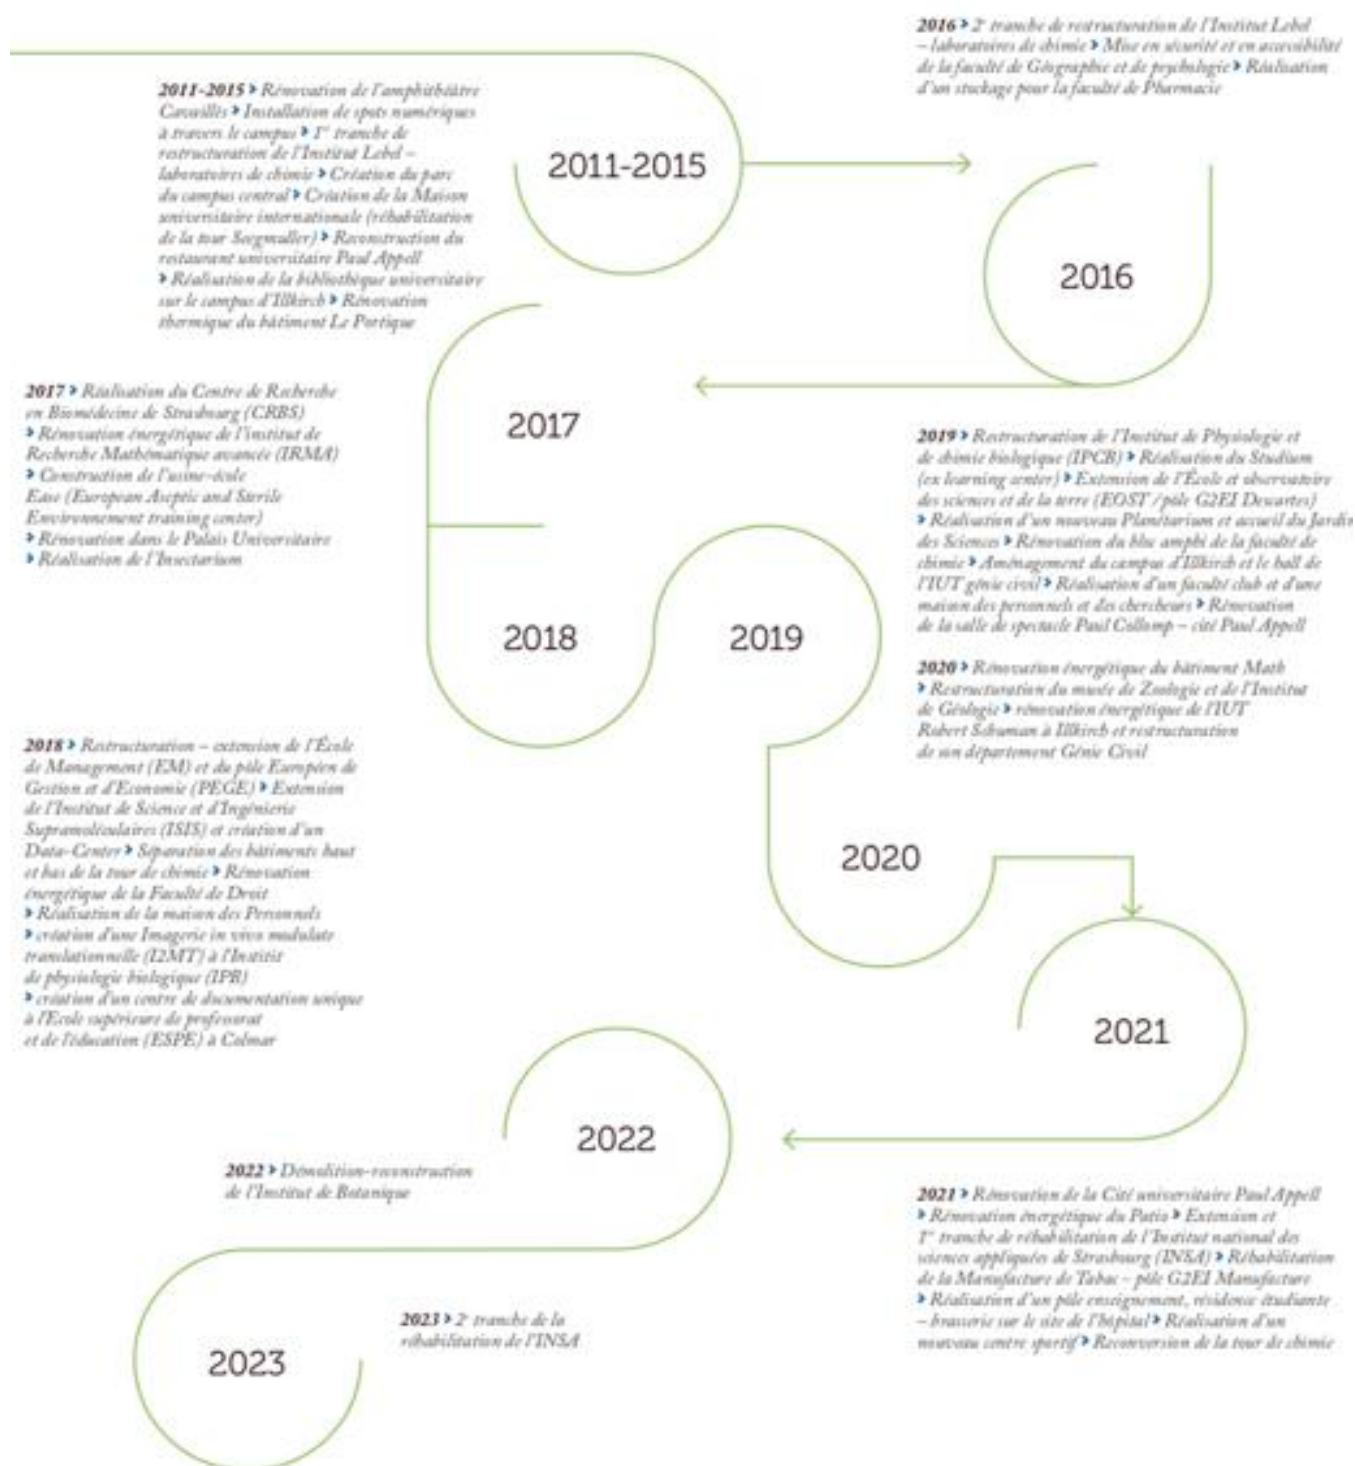 2011-2015 > Rénovation de l'amphithéâtre
Cavaillès > Installation de spots numériques
à travers le campus > 1e tranche de
restructuration de l'Institut Lebel –
laboratoires de chimie > Création du parc
du campus central > Création de la Maison
universitaire internationale (réhabilitation
de la tour Seegmuller) > Reconstruction du
restaurant universitaire Paul Appell
> Réalisation de la bibliothèque universitaire
sur le campus d'Illkirch > Rénovation
thermique du bâtiment Le Portique
2011-2015
2016 > 2e tranche de restructuration de l'Institut Lebel
– laboratoires de chimie > Mise en sécurité et en accessibilité
de la faculté de Géographie et de psychologie > Réalisation
d'un stockage pour la faculté de Pharmacie
2016
2017 > Réalisation du Centre de Recherche
en Biomédecine de Strasbourg (CRBS)
> Rénovation énergétique de l'institut de
Recherche Mathématique avancée (IRMA)
> Construction de l'usine-école
Ease (European Aseptic and Sterile
Environnement training center)
> Rénovation dans le Palais Universitaire
> Réalisation de l'Insectarium
2017
2018
2019
2019 > Restructuration de l'Institut de Physiologie et
de chimie biologique (IPCB) > Réalisation du Studium
(ex learning center) > Extension de l'École et observatoire
des sciences et de la terre (EOST / pôle G2EI Descartes)
> Réalisation d'un nouveau Planétarium et accueil du Jardin
des Sciences > Rénovation du bloc amphi de la faculté de
chimie > Aménagement du campus d'Illkirch et le hall de
l'IUT génie civil > Réalisation d'un faculté club et d'une
maison des personnels et des chercheurs > Rénovation
de la salle de spectacle Paul Collomp – cité Paul Appell
2020 > Rénovation énergétique du bâtiment Math
> Restructuration du musée de Zoologie et de l'Institut
de Géologie > rénovation énergétique de l'IUT
Robert Schuman à Illkirch et restructuration
de son département Génie Civil
2018 > Restructuration – extension de l'École
de Management (EM) et du pôle Européen de
Gestion et d'Economie (PEGE) > Extension
de l'Institut de Science et d'Ingénierie
Supramoléculaires (ISIS) et création d'un
Data-Center > Séparation des bâtiments haut
et bas de la tour de chimie > Rénovation
énergétique de la Faculté de Droit
> Réalisation de la maison des Personnels
> création d'une Imagerie in vivo modulate
translationnelle (I2MT) à l'Institit
de physiologie biologique (IPB)
> création d'un centre de documentation unique
à l'Ecole supérieure de professorat
et de l'éducation (ESPE) à Colmar
2020
2021
2022
2022 > Démolition-reconstruction
de l'Institut de Botanique
2021 > Rénovation de la Cité universitaire Paul Appell
> Rénovation énergétique du Patio > Extension et
1e tranche de réhabilitation de l'Institut national des
sciences appliquées de Strasbourg (INSA) > Réhabilitation
de la Manufacture de Tabac – pôle G2EI Manufacture
> Réalisation d'un pôle enseignement, résidence étudiante
– brasserie sur le site de l'hôpital > Réalisation d'un
nouveau centre sportif > Reconversion de la tour de chimie
2023 > 2e tranche de la
réhabilitation de l'INSA
2023